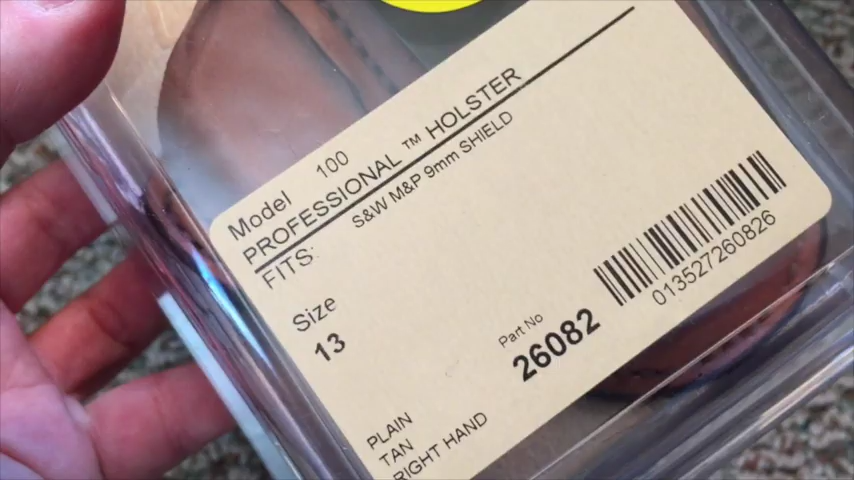 Model 100
PROFESSIONAL ™ HOLSTER
FITS: S&W M&P 9mm SHIELD
Size
13
Part No
26082
013527260826
PLAIN
TAN
RIGHT HAND